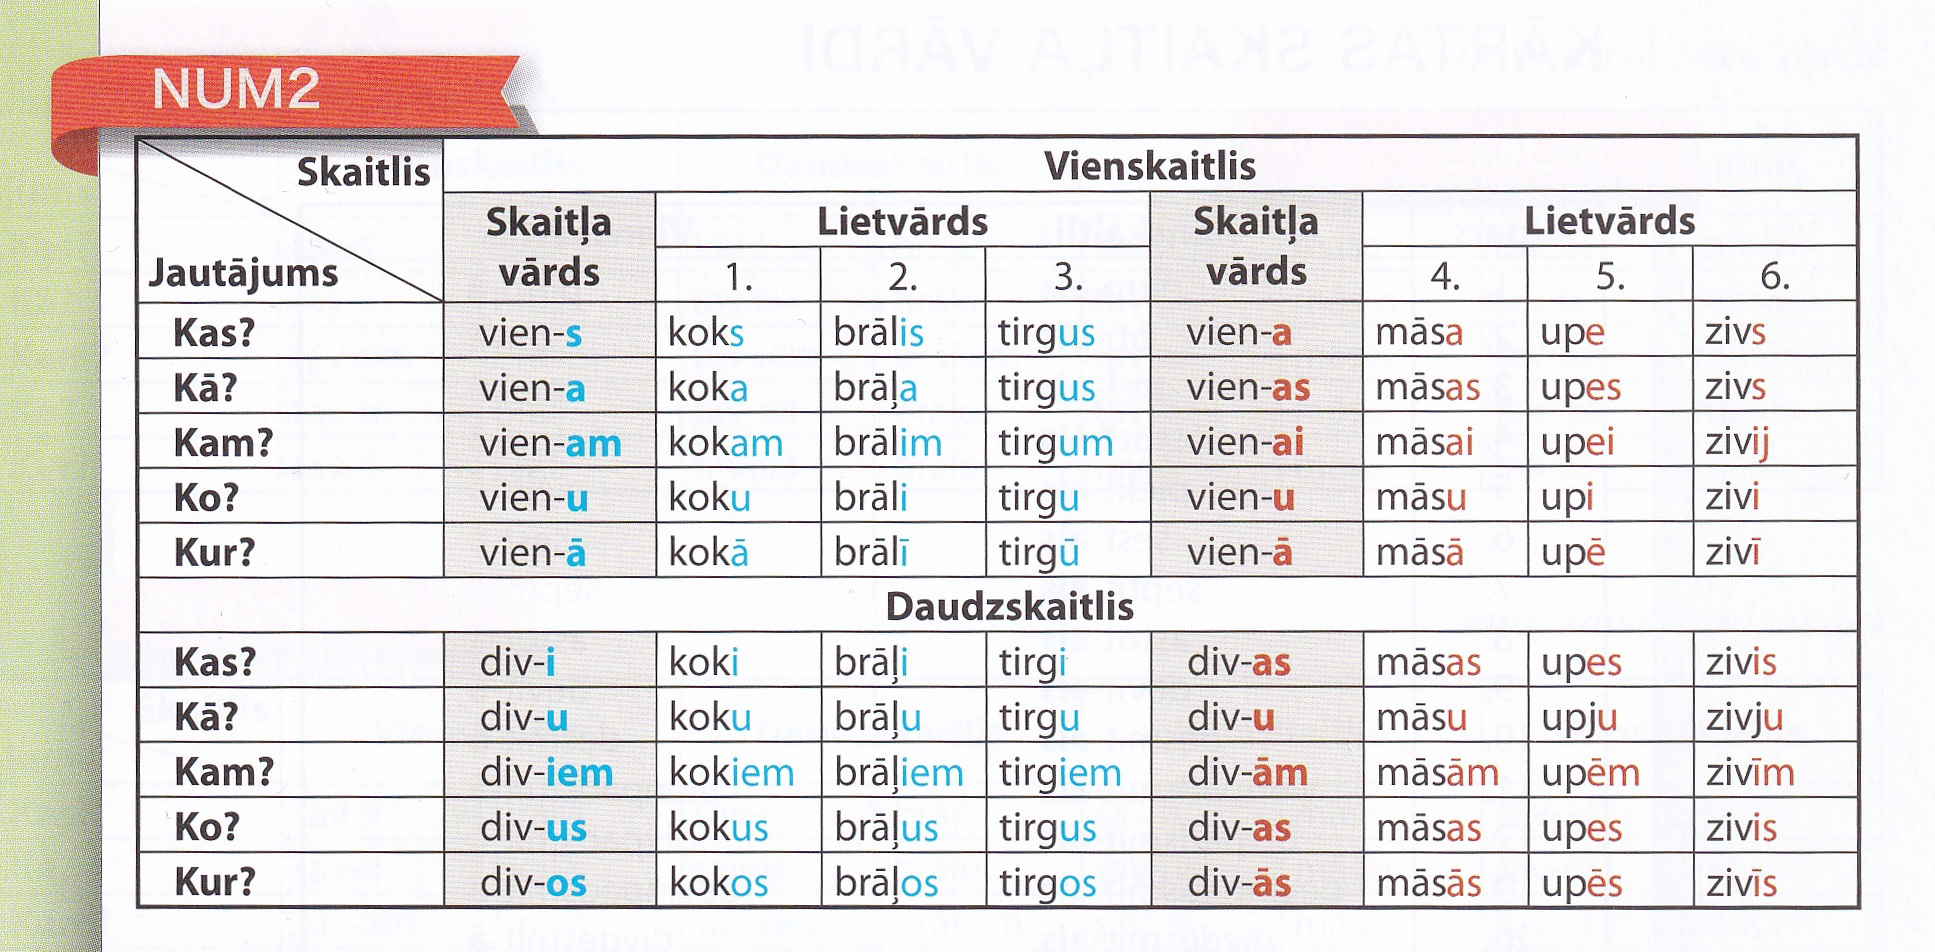 NUM2
Skaitlis Vienskaitlis
Jautājums Skaitļa vārds Lietvārds Skaitļa vārds Lietvārds
1. 2. 3. 4. 5. 6.
Kas? vien-s koks brālis tirgus vien-a māsa upe zivs
Kā? vien-a koka brāļa tirgus vien-as māsas upes zivs
Kam? vien-am kokam brālim tirgum vien-ai māsai upei zivij
Ko? vien-u koku brāli tirgu vien-u māsu upi zivi
Kur? vien-ā kokā brālī tirgū vien-ā māsā upē zivī
Daudzskaitlis
Kas? div-i koki brāļi tirgi div-as māsas upes zivis
Kā? div-u koku brāļu tirgu div-u māsu upju zivju
Kam? div-iem kokiem brāļiem tirgiem div-ām māsām upēm zivīm
Ko? div-us kokus brāļus tirgus div-as māsas upes zivis
Kur? div-os kokos brāļos tirgos div-ās māsās upēs zivīs